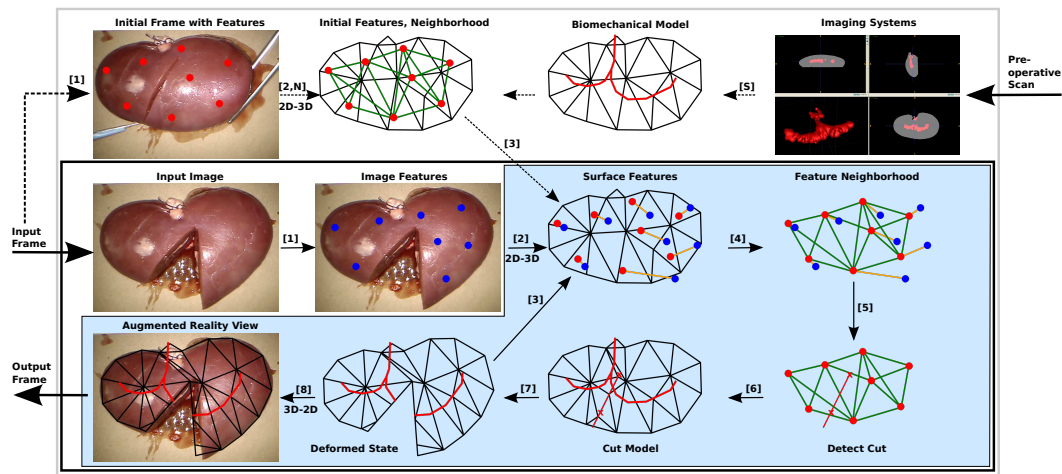 Initial Frame with Features
Initial Features, Neighborhood
Biomechanical Model
Imaging Systems
[1]
[2,N]
2D-3D
[S]
Pre-
operative
Scan
[3]
Input Image
Image Features
Surface Features
Feature Neighborhood
Input
Frame
[1]
[2]
2D-3D
[4]
[3]
[5]
Augmented Reality View
Output
Frame
[8]
3D-2D
[7]
[6]
Deformed State
Cut Model
Detect Cut